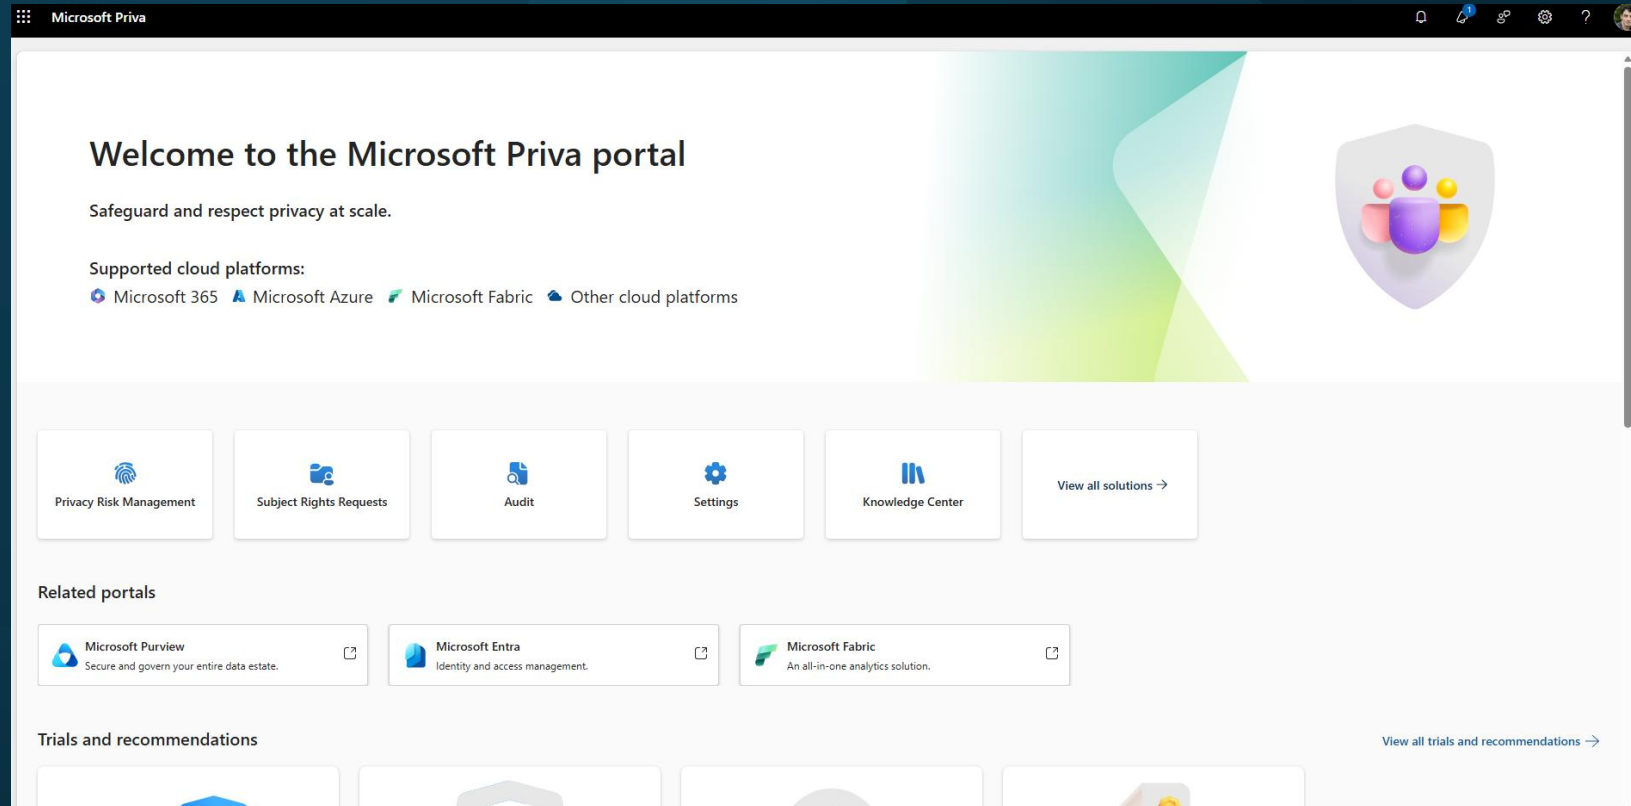 Microsoft Priva
1
Welcome to the Microsoft Priva portal
Safeguard and respect privacy at scale.
Supported cloud platforms:
Microsoft 365 Microsoft Azure Microsoft Fabric Other cloud platforms
Privacy Risk Management
Subject Rights Requests
Audit
Settings
Knowledge Center
View all solutions →
Related portals
Microsoft Purview
Secure and govern your entire data estate.
Microsoft Entra
Identity and access management.
Microsoft Fabric
An all-in-one analytics solution.
Trials and recommendations
View all trials and recommendations →